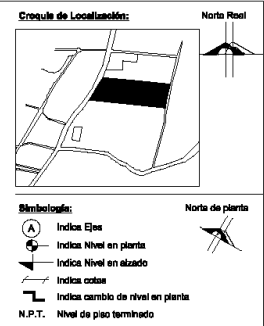 Croquis de Localización:
Norte Real
Simbología:
Norte de planta
A
Indica Ejes
Indica Nivel en planta
Indica Nivel en alzado
Indica cotas
Indica cambio de nivel en planta
N.P.T. Nivel de piso terminado